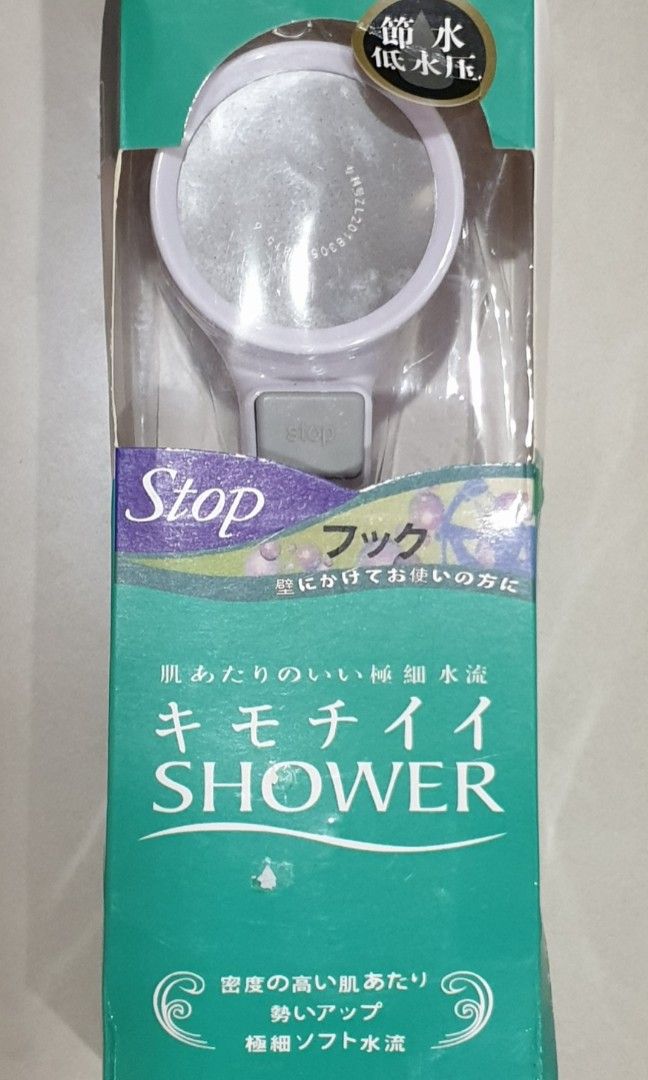 節水
低水圧
stop
Stop
フック
壁にかけてお使いの方に
肌あたりのいい極細水流
キモチイイ
SHOWER
密度の高い肌あたり
勢いアップ
極細ソフト水流